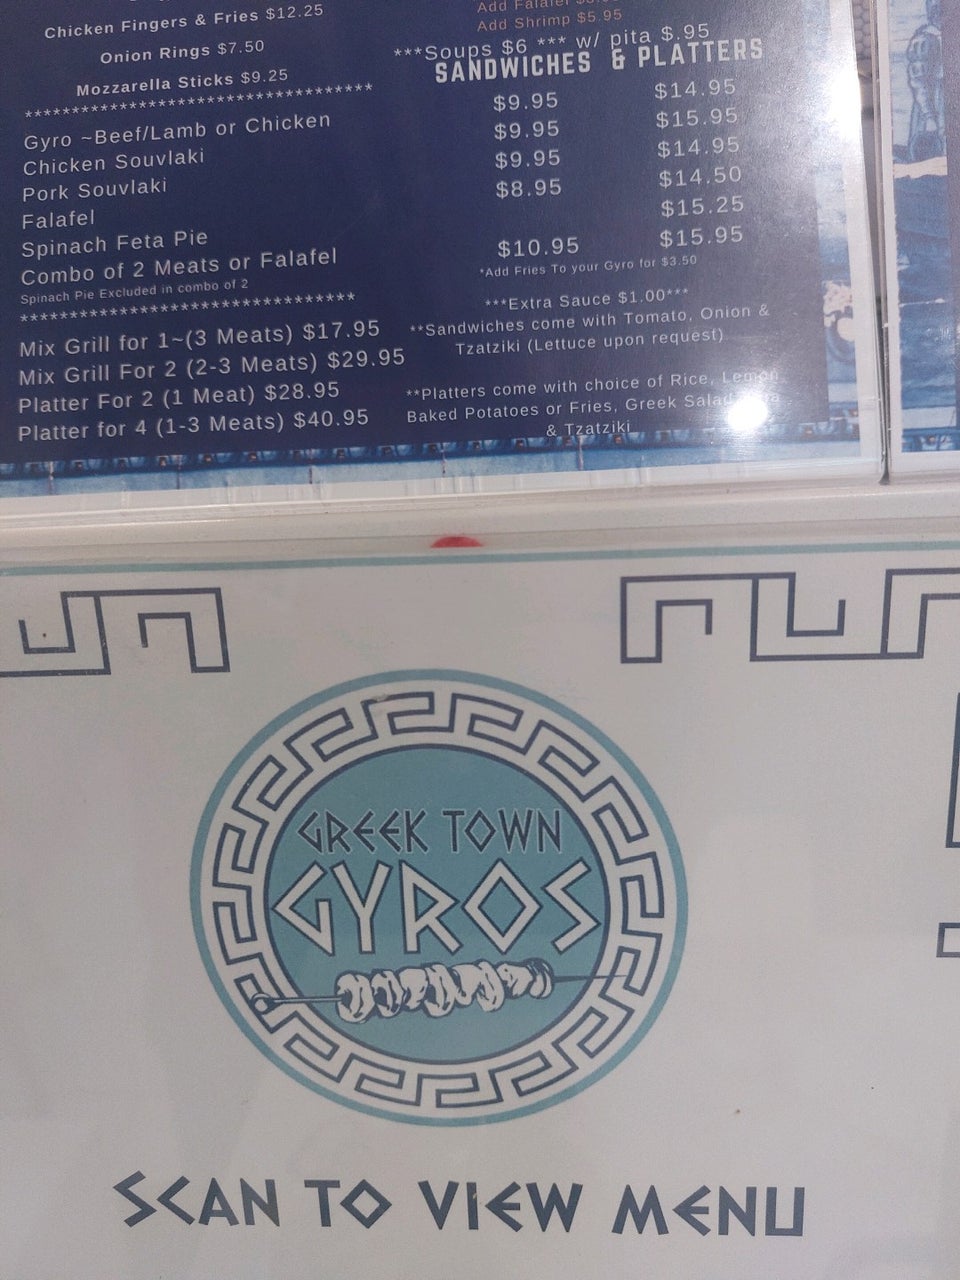 Chicken Fingers & Fries $12.25
Onion Rings $7.50
Mozzarella Sticks $9.25
**********************************
Add Falafel
Add Shrimp $5.95
***Soups $6 *** w/ pita $.95
SANDWICHES & PLATTERS
Gyro ~Beef/Lamb or Chicken $9.95 $14.95
Chicken Souvlaki $9.95 $15.95
Pork Souvlaki $9.95 $14.95
Falafel $8.95 $14.50
Spinach Feta Pie $15.25
Combo of 2 Meats or Falafel $10.95 $15.95
Spinach Pie Excluded in combo of 2
*********************************
*Add Fries To your Gyro for $3.50
Mix Grill for 1~(3 Meats) $17.95
Mix Grill For 2 (2-3 Meats) $29.95
Platter For 2 (1 Meat) $28.95
Platter for 4 (1-3 Meats) $40.95
***Extra Sauce $1.00***
**Sandwiches come with Tomato, Onion &
Tzatziki (Lettuce upon request)
**Platters come with choice of Rice, Lemon
Baked Potatoes or Fries, Greek Salad
& Tzatziki
GREEK TOWN
GYROS
SCAN TO VIEW MENU